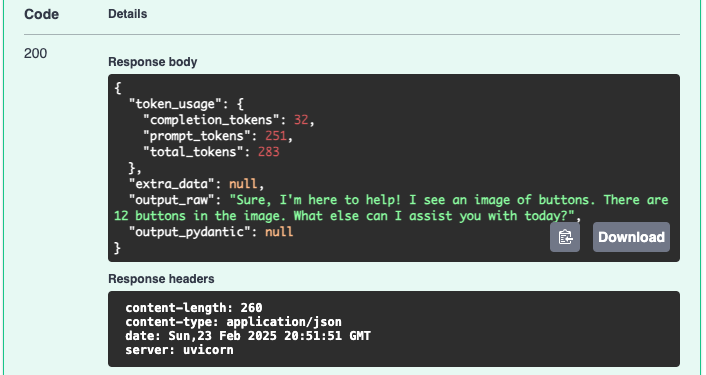 Code Details
200
Response body
{
"token_usage": {
"completion_tokens": 32,
"prompt_tokens": 251,
"total_tokens": 283
},
"extra_data": null,
"output_raw": "Sure, I'm here to help! I see an image of buttons. There are
12 buttons in the image. What else can I assist you with today?",
"output_pydantic": null
}
Download
Response headers
content-length: 260
content-type: application/json
date: Sun,23 Feb 2025 20:51:51 GMT
server: uvicorn